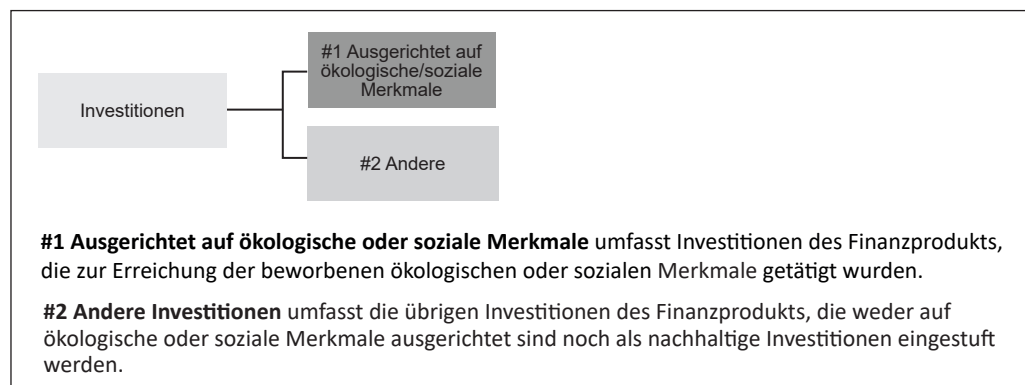 #1 Ausgerichtet auf
ökologische/soziale
Merkmale
Investitionen
#2 Andere
#1 Ausgerichtet auf ökologische oder soziale Merkmale umfasst Investitionen des Finanzprodukts,
die zur Erreichung der beworbenen ökologischen oder sozialen Merkmale getätigt wurden.
#2 Andere Investitionen umfasst die übrigen Investitionen des Finanzprodukts, die weder auf
ökologische oder soziale Merkmale ausgerichtet sind noch als nachhaltige Investitionen eingestuft
werden.